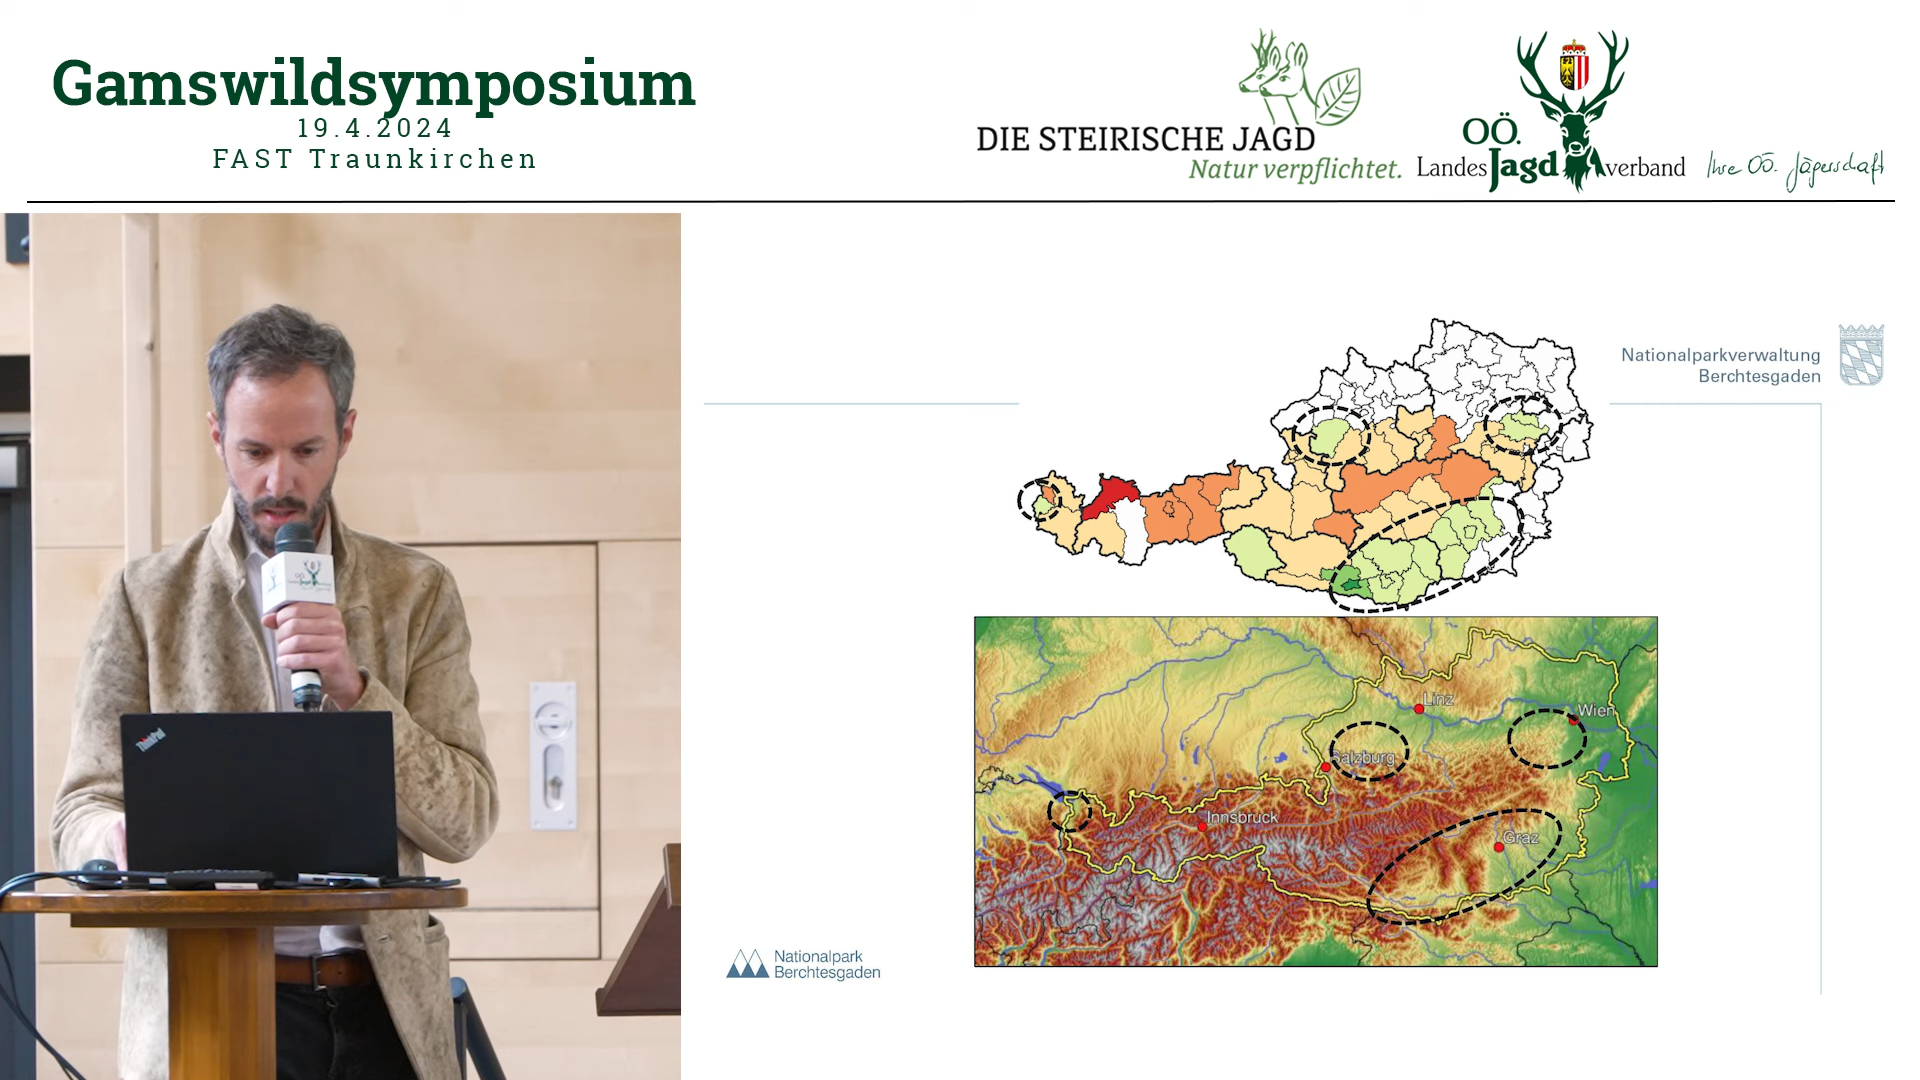 Gamswildsymposium
19.4.2024
FAST Traunkirchen
DIE STEIRISCHE JAGD
Natur verpflichtet.
OÖ.
Landes Jagd verband
Ihre OÖ. Jägerschaft
Nationalparkverwaltung
Berchtesgaden
Linz
Wien
Salzburg
Innsbruck
Graz
ThinkPad
OÖ
Nationalpark
Berchtesgaden